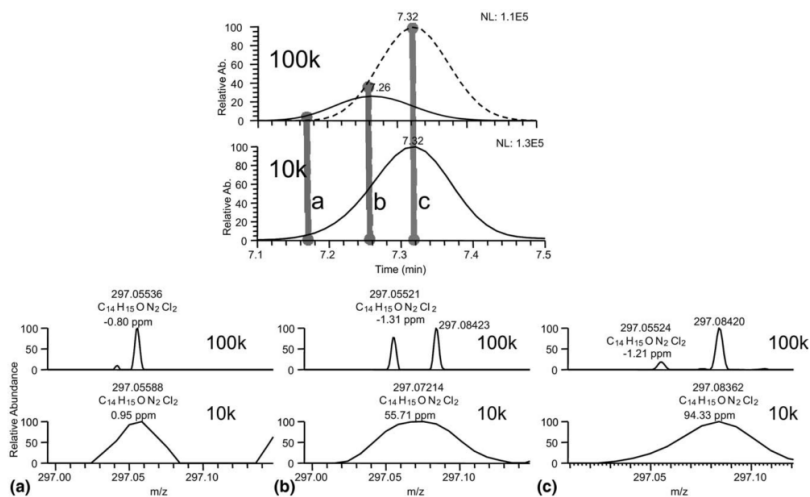 7.32
NL: 1.1E5
100
80
60
40
20
0
Relative Ab.
100k
7.26
7.32
NL: 1.3E5
100
80
60
40
20
0
Relative Ab.
10k
a
b
c
7.1
7.2
7.3
7.4
7.5
Time (min)
297.05536
C14 H15 O N2 Cl2
-0.80 ppm
100k
100
50
0
297.05588
C14 H15 O N2 Cl2
0.95 ppm
10k
100
50
0
Relative Abundance
297.00
297.05
297.10
m/z
(a)
297.05521
C14 H15 O N2 Cl2
-1.31 ppm
297.08423
100k
100
50
0
297.07214
C14 H15 O N2 Cl2
55.71 ppm
10k
100
50
0
297.00
297.05
297.10
m/z
(b)
297.05524
C14 H15 O N2 Cl2
-1.21 ppm
297.08420
100k
100
50
0
297.08362
C14 H15 O N2 Cl2
94.33 ppm
10k
100
50
0
297.05
297.10
m/z
(c)